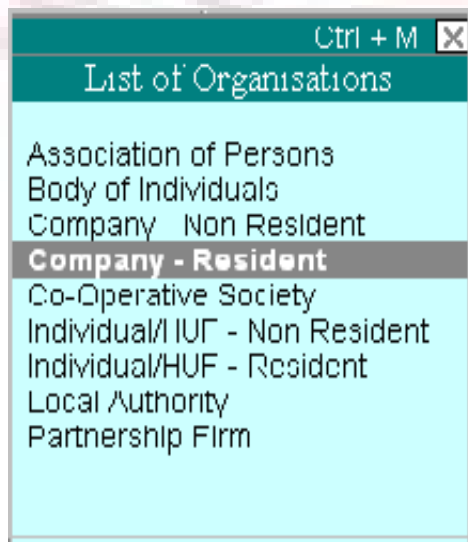 Ctrl + M
List of Organisations
Association of Persons
Body of Individuals
Company Non Resident
Company - Resident
Co-Operative Society
Individual/HUF - Non Resident
Individual/HUF - Resident
Local Authority
Partnership Firm